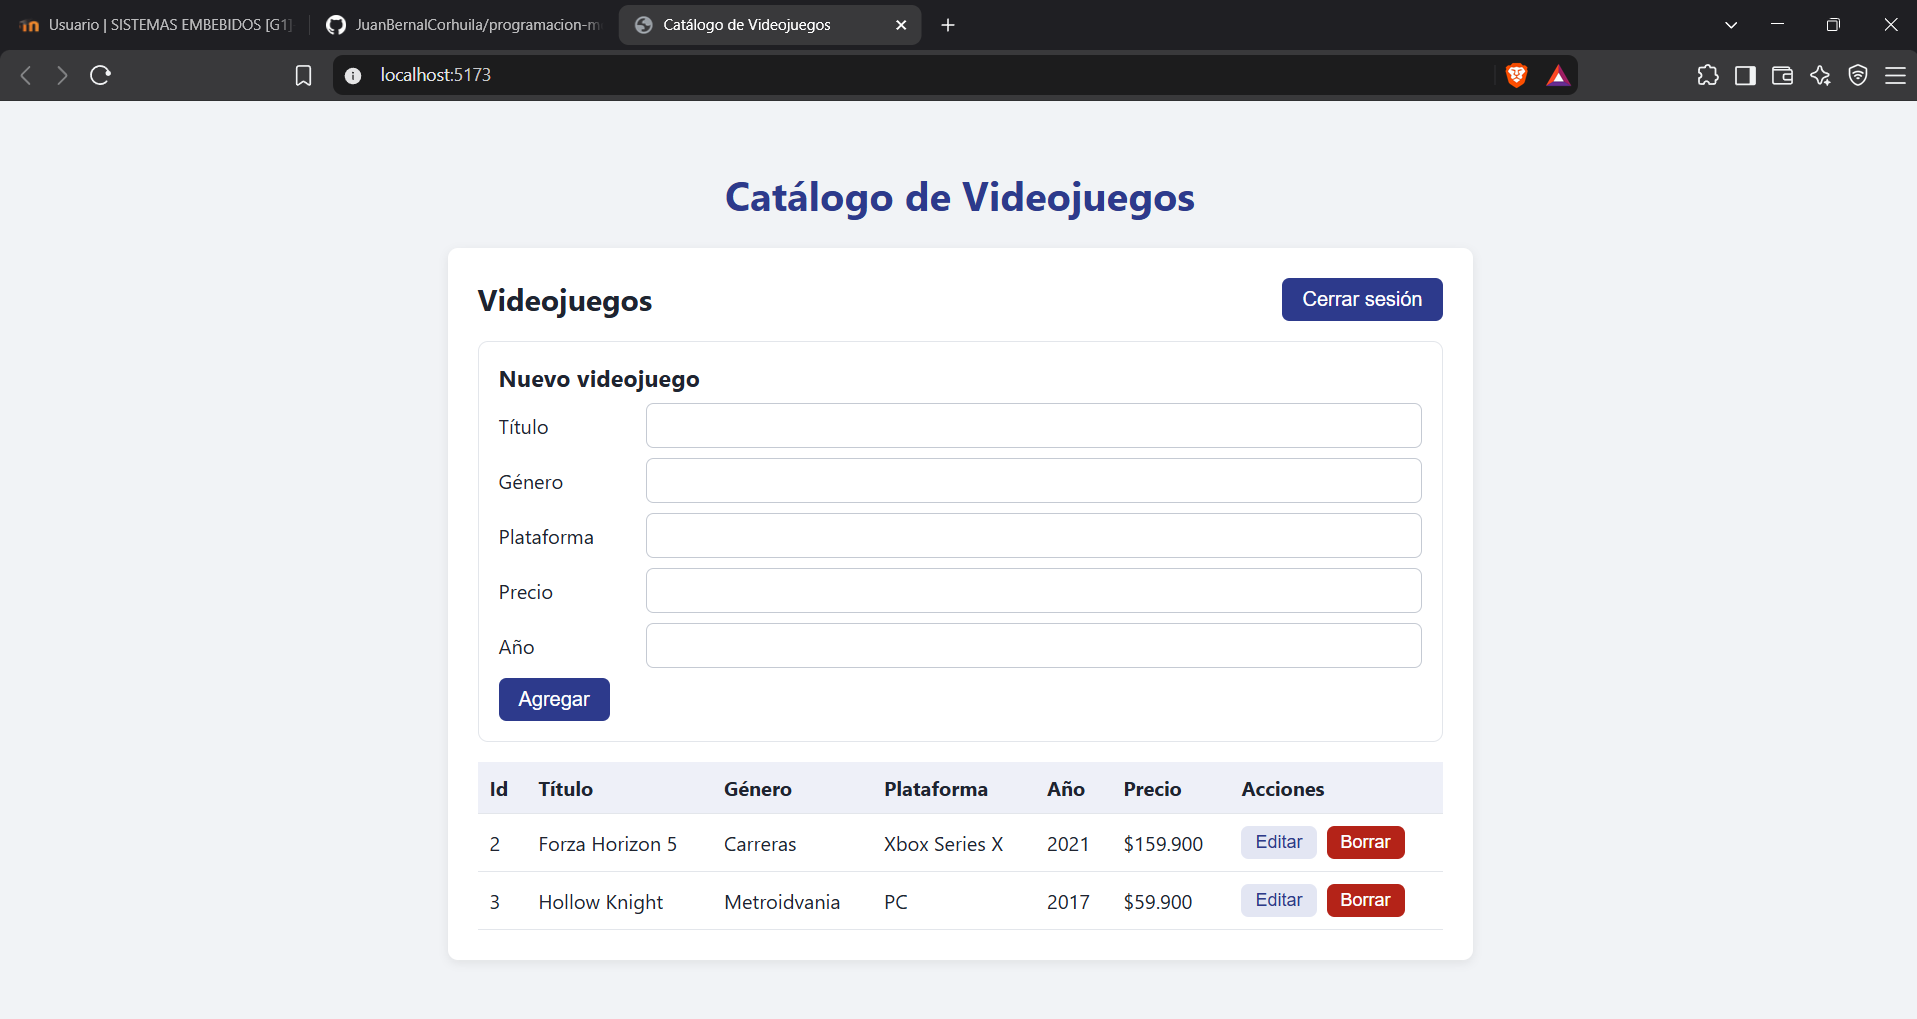 Usuario | SISTEMAS EMBEBIDOS [G1]
JuanBernalCorhuila/programacion-m
Catálogo de Videojuegos
localhost:5173
Catálogo de Videojuegos
Videojuegos
Cerrar sesión
Nuevo videojuego
Título
Género
Plataforma
Precio
Año
Agregar
Id Título Género Plataforma Año Precio Acciones
2 Forza Horizon 5 Carreras Xbox Series X 2021 $159.900 Editar Borrar
3 Hollow Knight Metroidvania PC 2017 $59.900 Editar Borrar